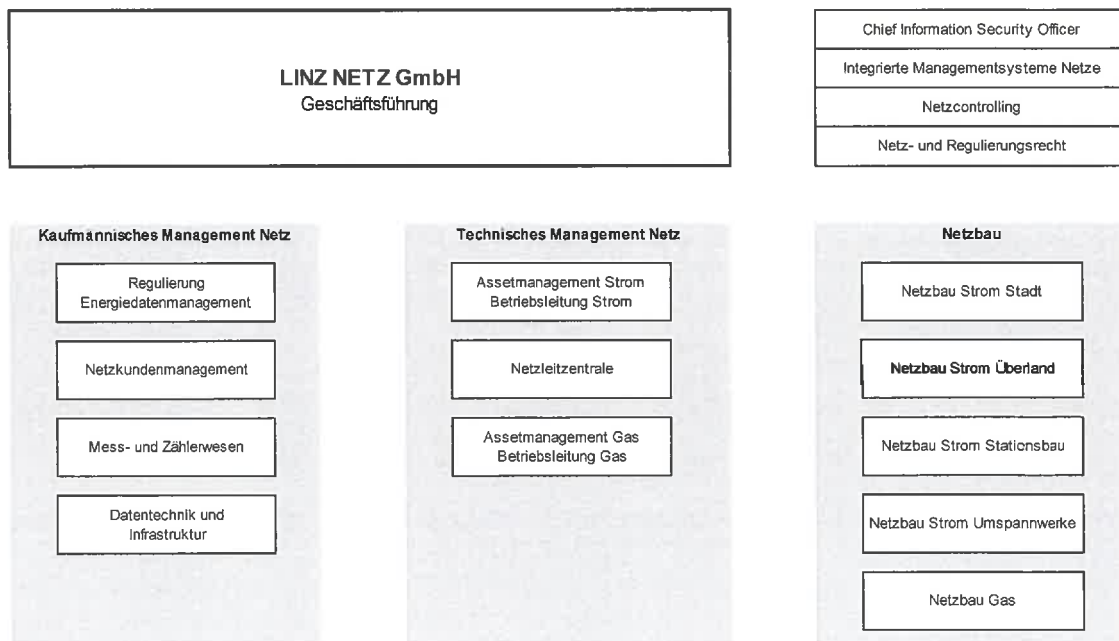 LINZ NETZ GmbH
Geschäftsführung
Chief Information Security Officer
Integrierte Managementsysteme Netze
Netzcontrolling
Netz- und Regulierungsrecht
Kaufmännisches Management Netz
Regulierung
Energiedatenmanagement
Netzkundenmanagement
Mess- und Zählerwesen
Datentechnik und
Infrastruktur
Technisches Management Netz
Assetmanagement Strom
Betriebsleitung Strom
Netzleitzentrale
Assetmanagement Gas
Betriebsleitung Gas
Netzbau
Netzbau Strom Stadt
Netzbau Strom Überland
Netzbau Strom Stationsbau
Netzbau Strom Umspannwerke
Netzbau Gas